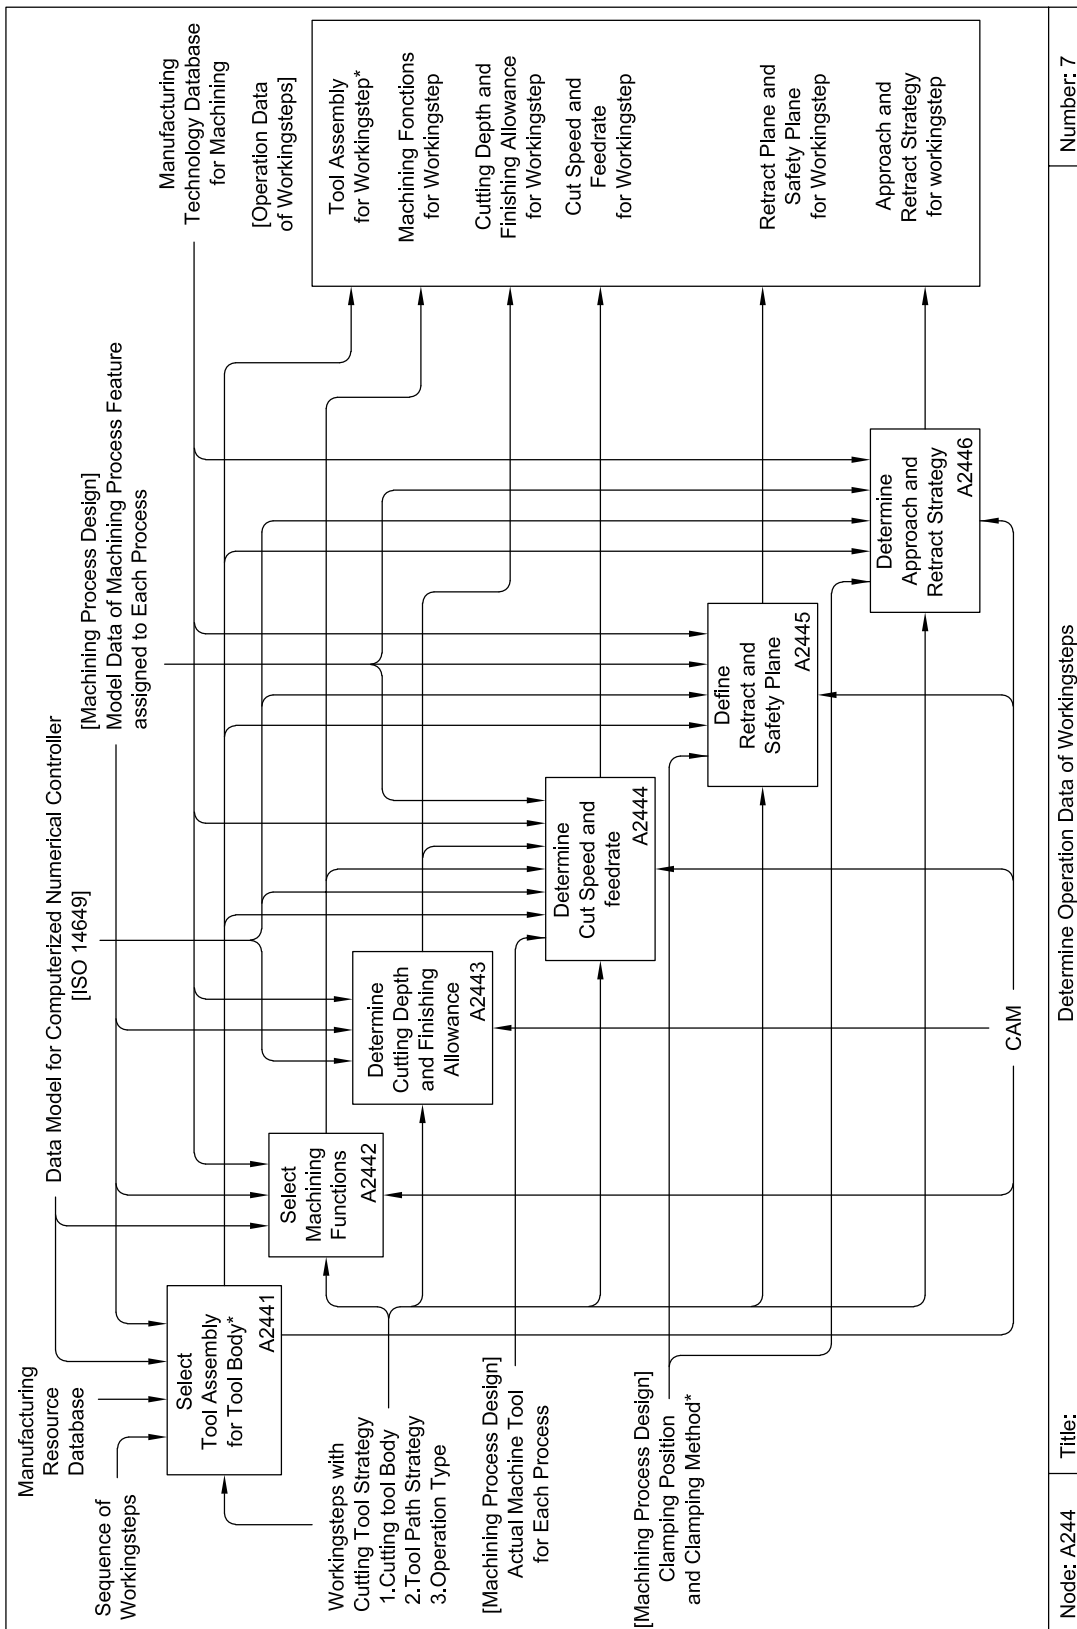 Manufacturing
Resource
Database
Sequence of
Workingsteps
Data Model for Computerized Numerical Controller
[ISO 14649]
[Machining Process Design]
Model Data of Machining Process Feature
assigned to Each Process
Manufacturing
Technology Database
for Machining
[Operation Data
of Workingsteps]
Select
Tool Assembly
for Tool Body*
A2441
Select
Machining
Functions
A2442
Determine
Cutting Depth
and Finishing
Allowance
A2443
Determine
Cut Speed and
feedrate
A2444
Define
Retract and
Safety Plane
A2445
Determine
Approach and
Retract Strategy
A2446
Tool Assembly
for Workingstep*
Machining Fonctions
for Workingstep
Cutting Depth and
Finishing Allowance
for Workingstep
Cut Speed and
Feedrate
for Workingstep
Retract Plane and
Safety Plane
for Workingstep
Approach and
Retract Strategy
for workingstep
Workingsteps with
Cutting Tool Strategy
1.Cutting tool Body
2.Tool Path Strategy
3.Operation Type
[Machining Process Design]
Actual Machine Tool
for Each Process
[Machining Process Design]
Clamping Position
and Clamping Method*
CAM
Node: A244
Title:
Determine Operation Data of Workingsteps
Number: 7